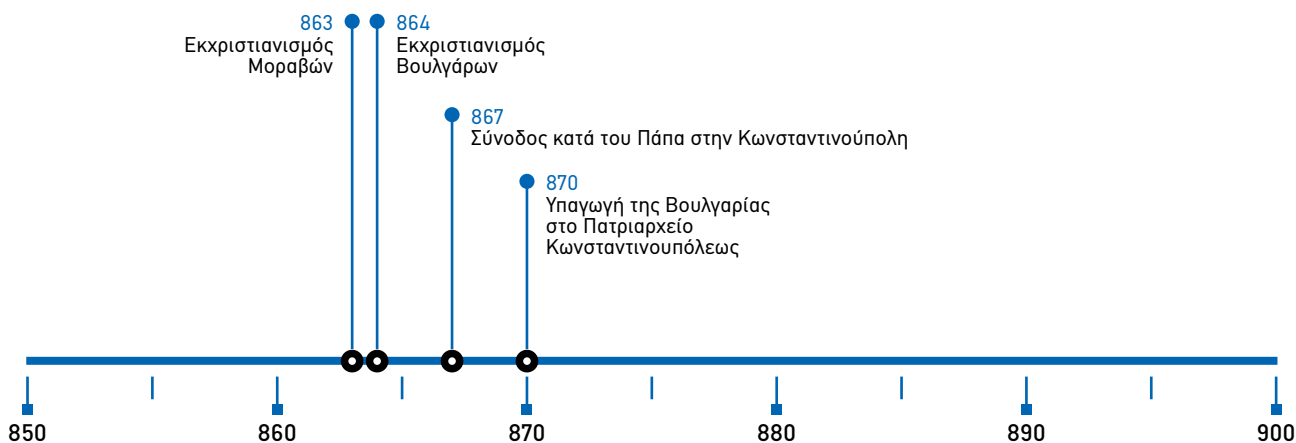 863
Εκχριστιανισμός
Μοραβών
864
Εκχριστιανισμός
Βουλγάρων
867
Σύνοδος κατά του Πάπα στην Κωνσταντινούπολη
870
Υπαγωγή της Βουλγαρίας
στο Πατριαρχείο
Κωνσταντινουπόλεως
850 860 870 880 890 900